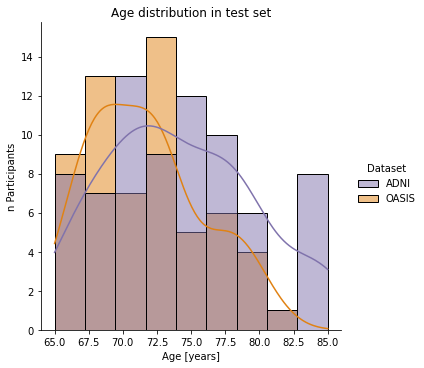 Age distribution in test set
n Participants
14
12
10
8
6
4
2
0
65.0 67.5 70.0 72.5 75.0 77.5 80.0 82.5 85.0
Age [years]
Dataset
ADNI
OASIS